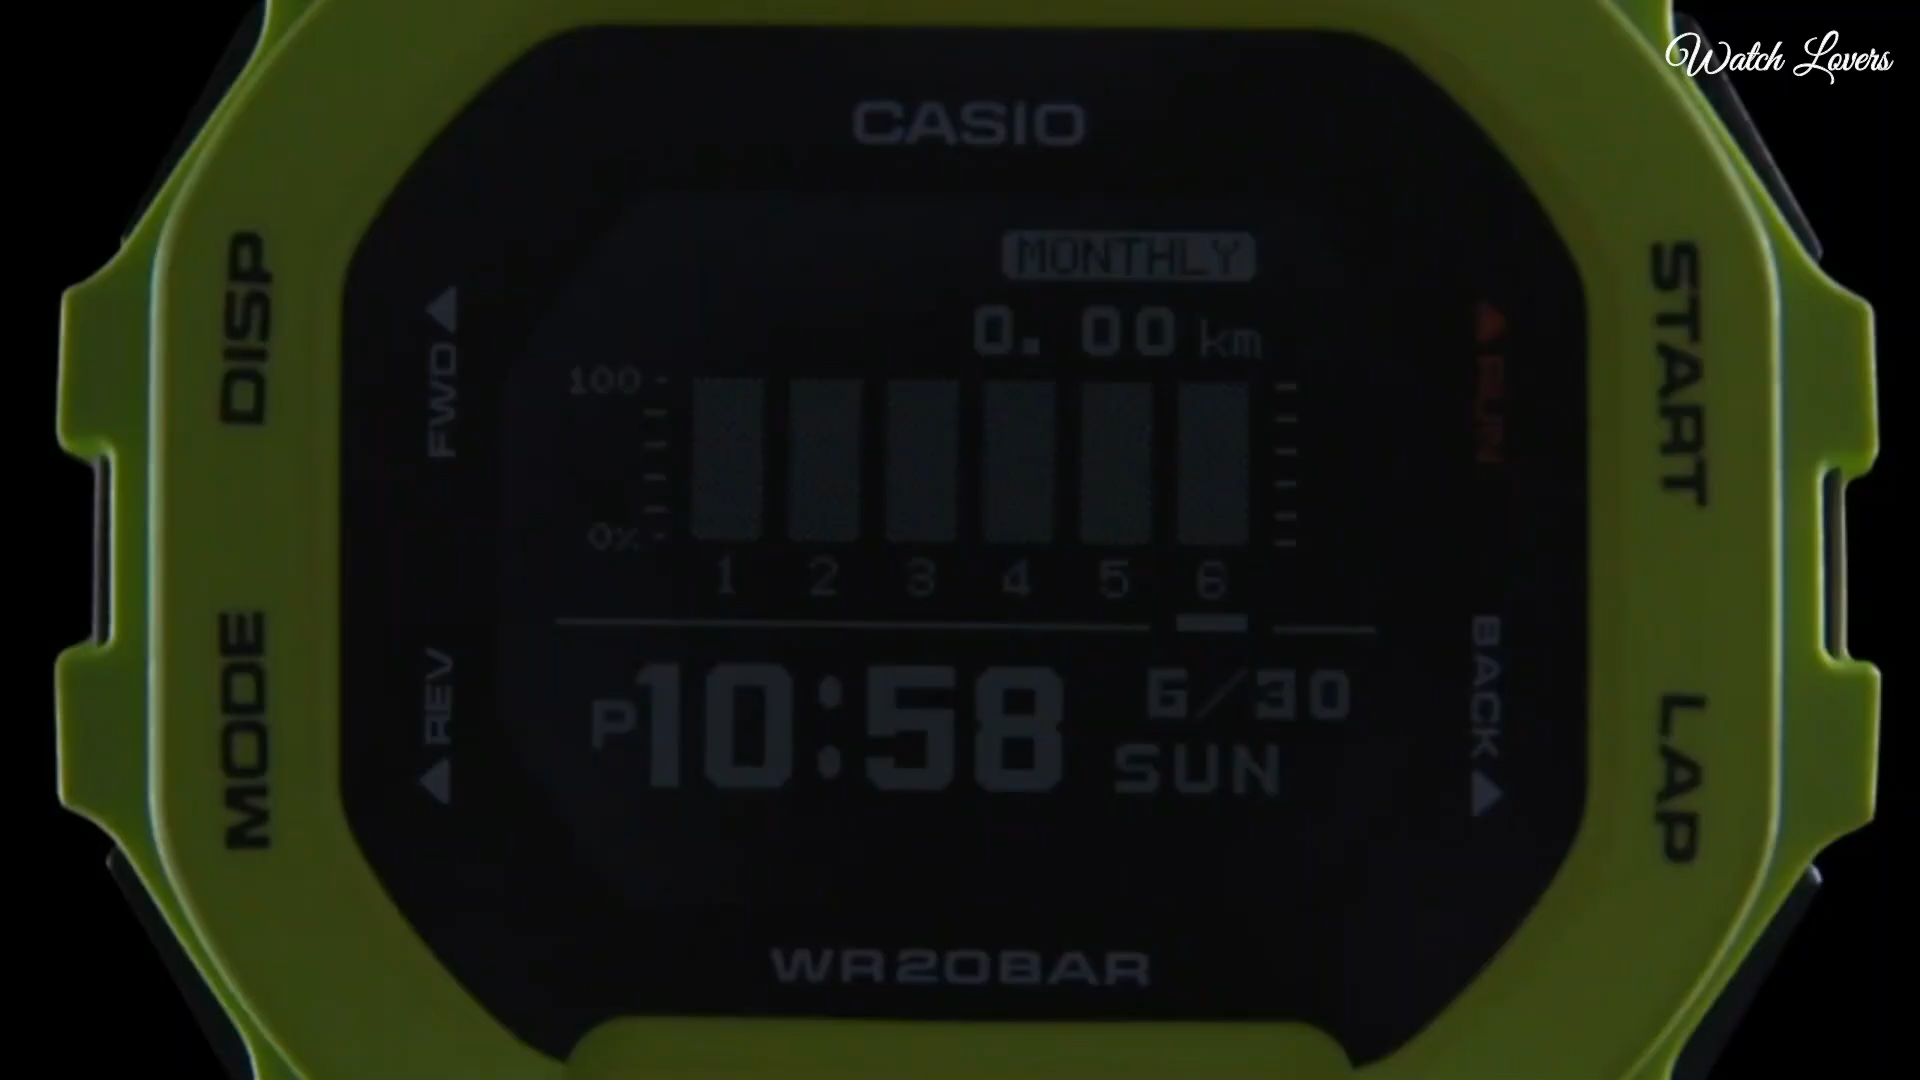 Watch Lovers
CASIO
DISP
START
MONTHLY
FWD
0.00 km
RUN
100
0%
1 2 3 4 5 6
MODE
REV
P 10:58
6/30
SUN
BACK
LAP
WR20BAR